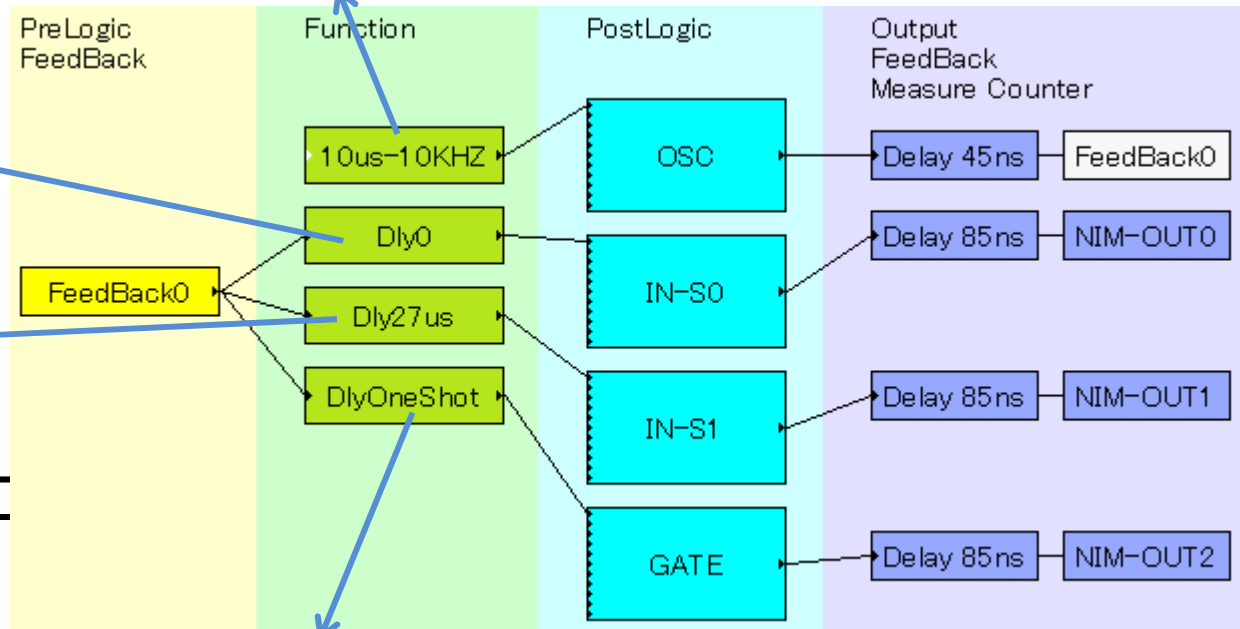 PreLogic
FeedBack
Function
PostLogic
Output
FeedBack
Measure Counter
FeedBack0
10us-10KHZ
Dly0
Dly27us
DlyOneShot
OSC
IN-S0
IN-S1
GATE
Delay 45ns
FeedBack0
Delay 85ns
NIM-OUT0
Delay 85ns
NIM-OUT1
Delay 85ns
NIM-OUT2